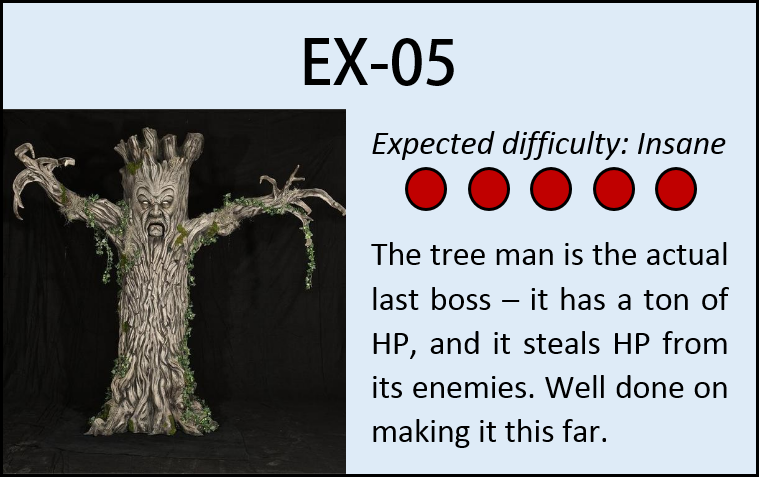 EX-05
Expected difficulty: Insane
The tree man is the actual
last boss – it has a ton of
HP, and it steals HP from
its enemies. Well done on
making it this far.